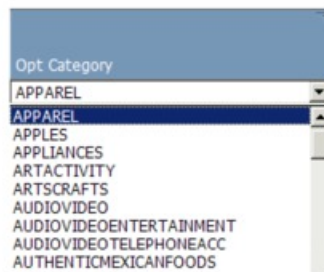 Opt Category
APPAREL
APPAREL
APPLES
APPLIANCES
ARTACTIVITY
ARTSCRAFTS
AUDIOVIDEO
AUDIOVIDEOENTERTAINMENT
AUDIOVIDEOTELEPHONEACC
AUTHENTICMEXICANFOODS